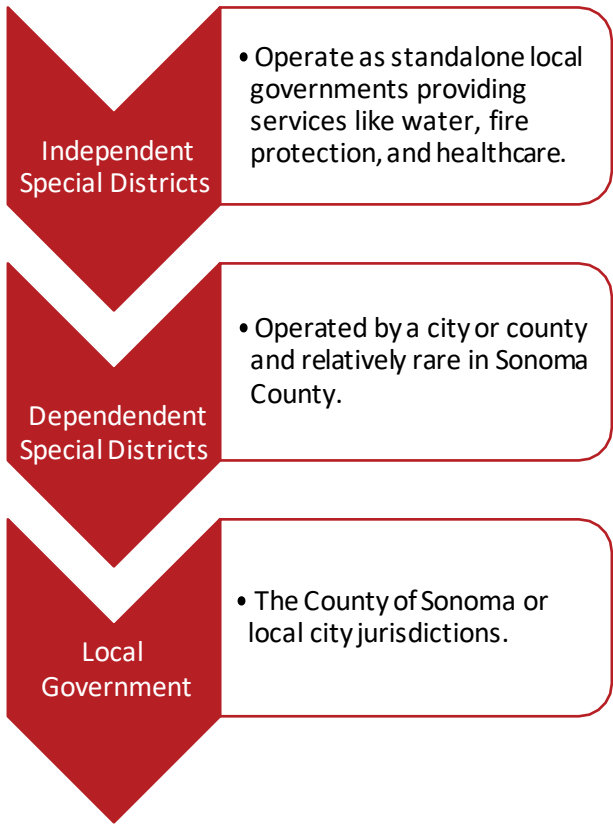 Independent
Special Districts
• Operate as standalone local
governments providing
services like water, fire
protection, and healthcare.
Dependendent
Special Districts
• Operated by a city or county
and relatively rare in Sonoma
County.
Local
Government
• The County of Sonoma or
local city jurisdictions.